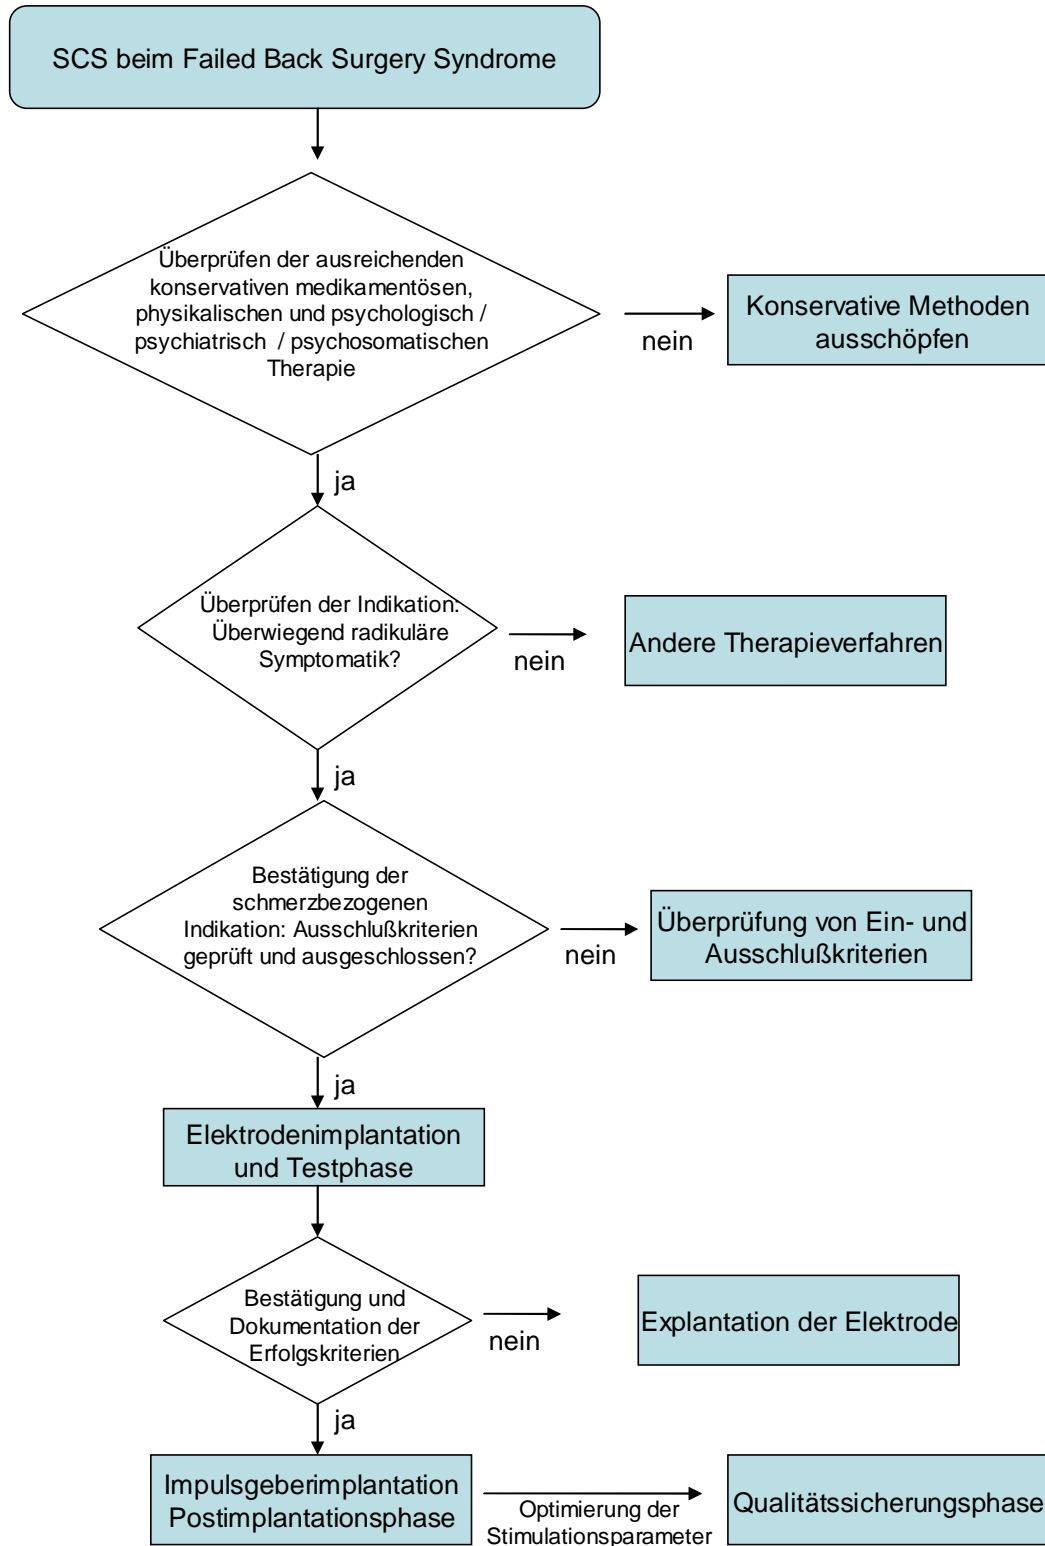 SCS beim Failed Back Surgery Syndrome
Überprüfen der ausreichenden
konservativen medikamentösen,
physikalischen und psychologisch /
psychiatrisch / psychosomatischen
Therapie
nein
Konservative Methoden
ausschöpfen
ja
Überprüfen der Indikation:
Überwiegend radikuläre
Symptomatik?
nein
Andere Therapieverfahren
ja
Bestätigung der
schmerzbezogenen
Indikation: Ausschlußkriterien
geprüft und ausgeschlossen?
nein
Überprüfung von Ein- und
Ausschlußkriterien
ja
Elektrodenimplantation
und Testphase
Bestätigung und
Dokumentation der
Erfolgskriterien
nein
Explantation der Elektrode
ja
Impulsgeberimplantation
Postimplantationsphase
Optimierung der
Stimulationsparameter
Qualitätssicherungsphase